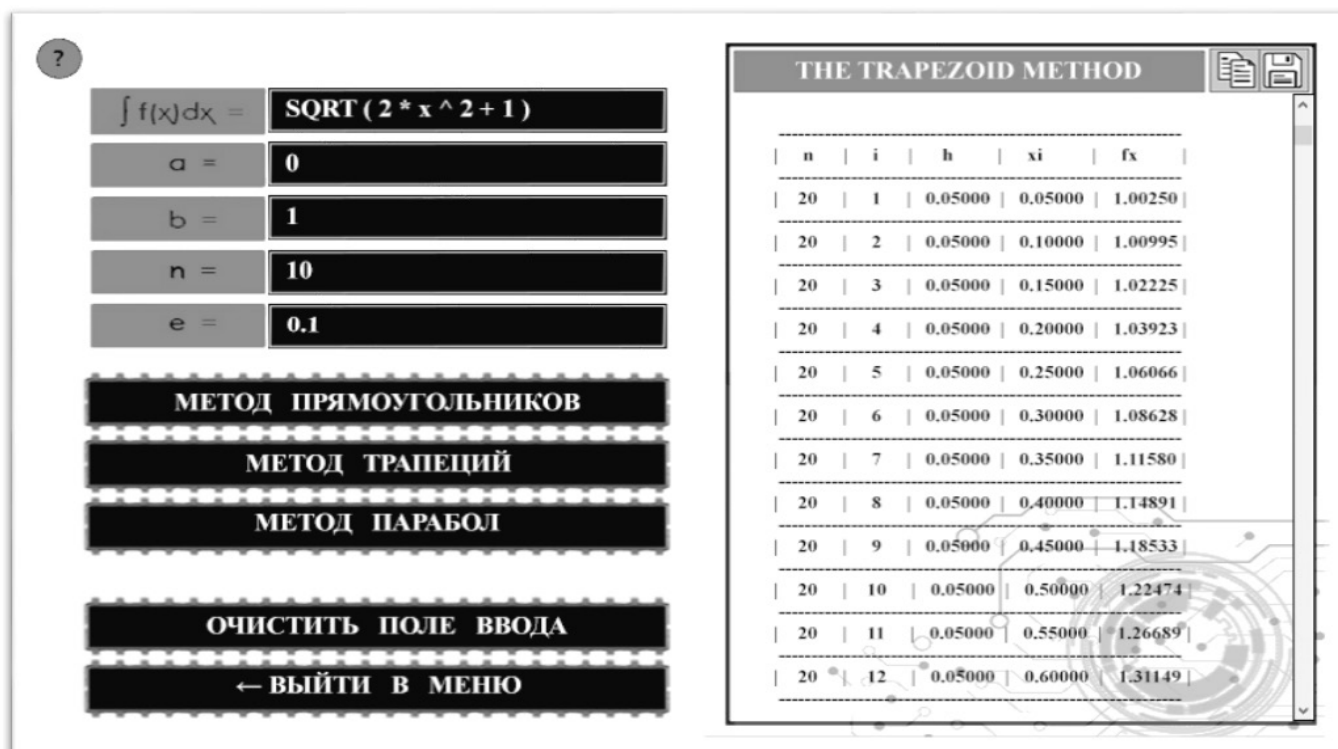 ?
∫ f(x)dx = SQRT ( 2 * x ^ 2 + 1 )
a = 0
b = 1
n = 10
e = 0.1
МЕТОД ПРЯМОУГОЛЬНИКОВ
МЕТОД ТРАПЕЦИЙ
МЕТОД ПАРАБОЛ
ОЧИСТИТЬ ПОЛЕ ВВОДА
← ВЫЙТИ В МЕНЮ
THE TRAPEZOID METHOD
| n | i | h | xi | fx |
| 20 | 1 | 0.05000 | 0.05000 | 1.00250 |
| 20 | 2 | 0.05000 | 0.10000 | 1.00995 |
| 20 | 3 | 0.05000 | 0.15000 | 1.02225 |
| 20 | 4 | 0.05000 | 0.20000 | 1.03923 |
| 20 | 5 | 0.05000 | 0.25000 | 1.06066 |
| 20 | 6 | 0.05000 | 0.30000 | 1.08628 |
| 20 | 7 | 0.05000 | 0.35000 | 1.11580 |
| 20 | 8 | 0.05000 | 0.40000 | 1.14891 |
| 20 | 9 | 0.05000 | 0.45000 | 1.18533 |
| 20 | 10 | 0.05000 | 0.50000 | 1.22474 |
| 20 | 11 | 0.05000 | 0.55000 | 1.26689 |
| 20 | 12 | 0.05000 | 0.60000 | 1.31149 |